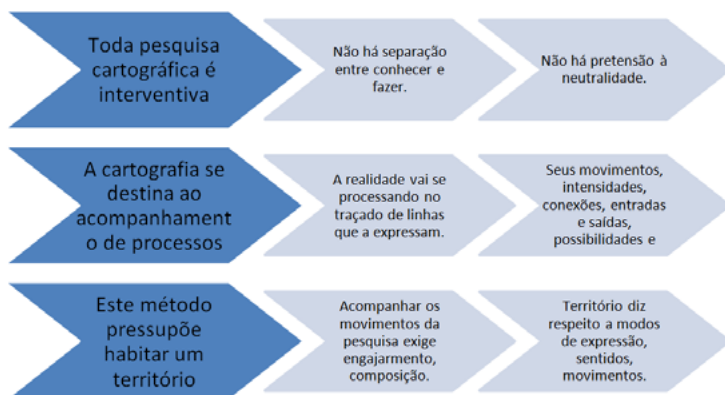 Toda pesquisa
cartográfica é
interventiva
Não há separação
entre conhecer e
fazer.
Não há pretensão à
neutralidade.
A cartografia se
destina ao
acompanhament
o de processos
A realidade vai se
processando no
traçado de linhas
que a expressam.
Seus movimentos,
intensidades,
conexões, entradas
e saídas,
possibilidades e
Este método
pressupõe
habitar um
território
Acompanhar os
movimentos da
pesquisa exige
engajarmento,
composição.
Território diz
respeito a modos
de expressão,
sentidos,
movimentos.